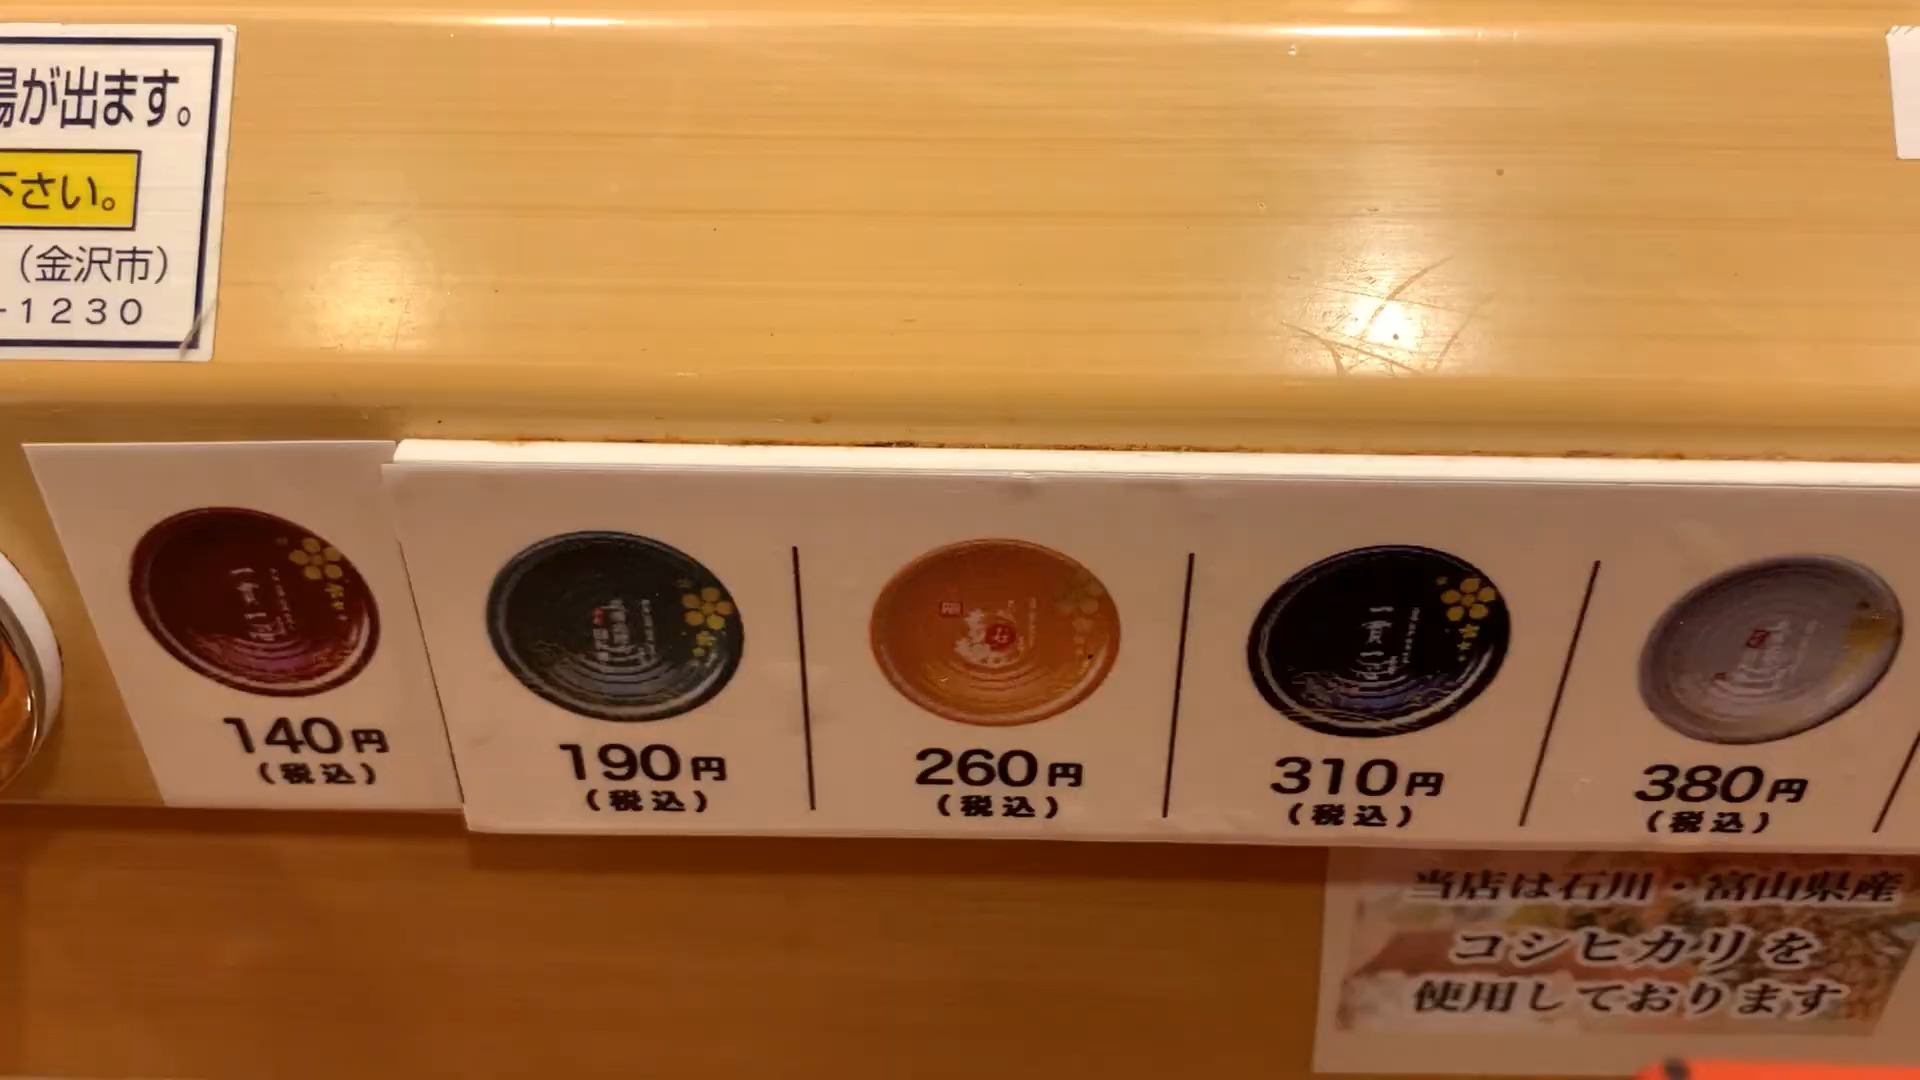 湯が出ます。
下さい。
（金沢市）
-1230
140円
（税込）
190円
（税込）
260円
（税込）
310円
（税込）
380円
（税込）
当店は石川・富山県産
コシヒカリを
使用しております